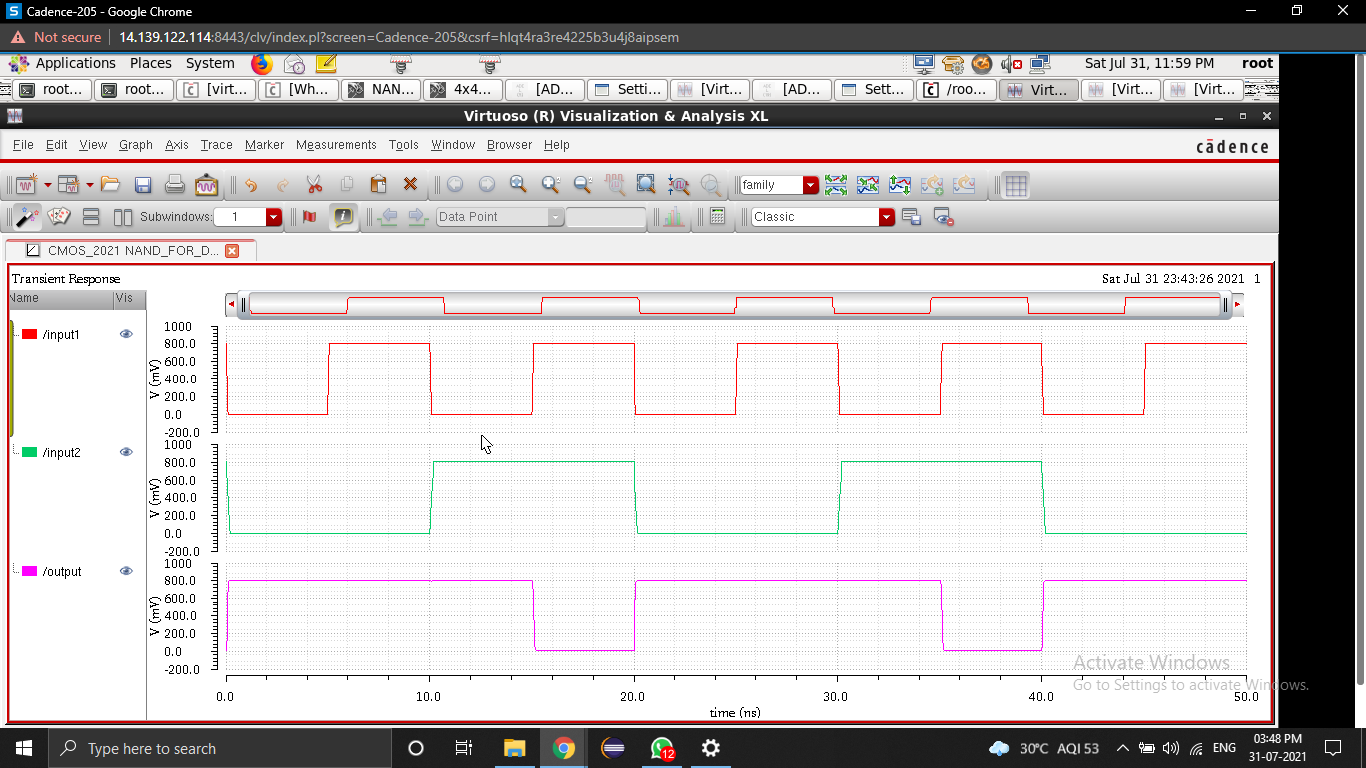 Cadence-205 - Google Chrome
Not secure 14.139.122.114:8443/clv/index.pl?screen=Cadence-205&csrf=hlqt4ra3re4225b3u4j8aipsem
Applications Places System Sat Jul 31, 11:59 PM root
root... root... [virt... [Wh... NAN... 4x4... [AD... Setti... [Virt... [AD... Sett... /roo... Virt... [Virt... [Virt...
Virtuoso (R) Visualization & Analysis XL
File Edit View Graph Axis Trace Marker Measurements Tools Window Browser Help cādence
family
Subwindows: 1 Data Point Classic
CMOS_2021 NAND_FOR_D...
Transient Response Sat Jul 31 23:43:26 2021 1
Name Vis
/input1
V (mV)
1000
800.0
600.0
400.0
200.0
0.0
-200.0
/input2
V (mV)
1000
800.0
600.0
400.0
200.0
0.0
-200.0
/output
V (mV)
1000
800.0
600.0
400.0
200.0
0.0
-200.0
0.0 10.0 20.0 30.0 40.0 50.0
time (ns)
Activate Windows
Go to Settings to activate Windows.
Type here to search
12
30°C AQI 53 ENG 03:48 PM
31-07-2021